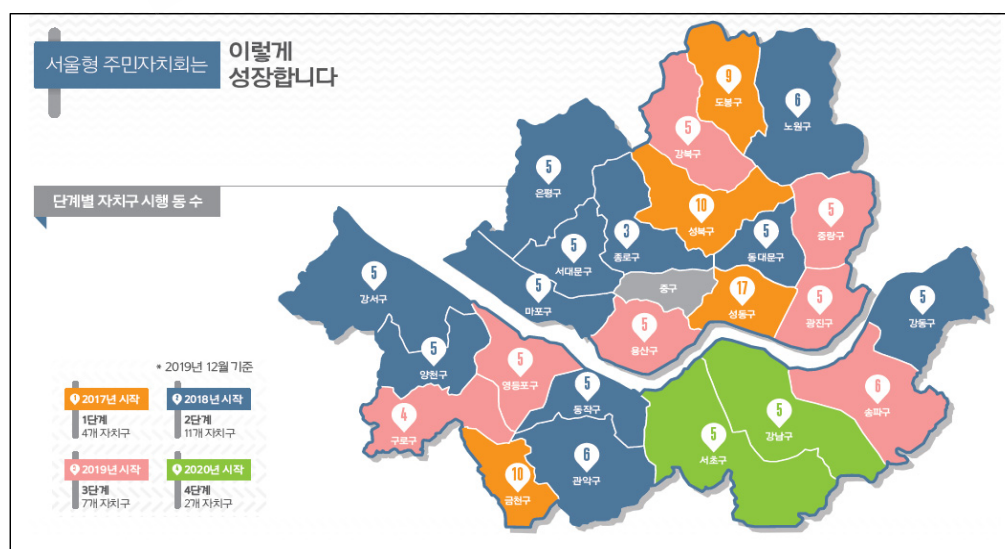 서울형 주민자치회는
이렇게
성장합니다
단계별 자치구 시행 동 수
9
도봉구
6
노원구
5
강북구
5
은평구
10
성북구
5
중랑구
3
종로구
5
동대문구
5
서대문구
5
강서구
5
마포구
중구
17
성동구
5
광진구
5
강동구
5
용산구
5
양천구
5
영등포구
5
동작구
6
송파구
4
구로구
5
강남구
5
서초구
6
관악구
10
금천구
* 2019년 12월 기준
1 2017년 시작
1단계
4개 자치구
2 2018년 시작
2단계
11개 자치구
2019년 시작
3단계
7개 자치구
2020년 시작
4단계
2개 자치구